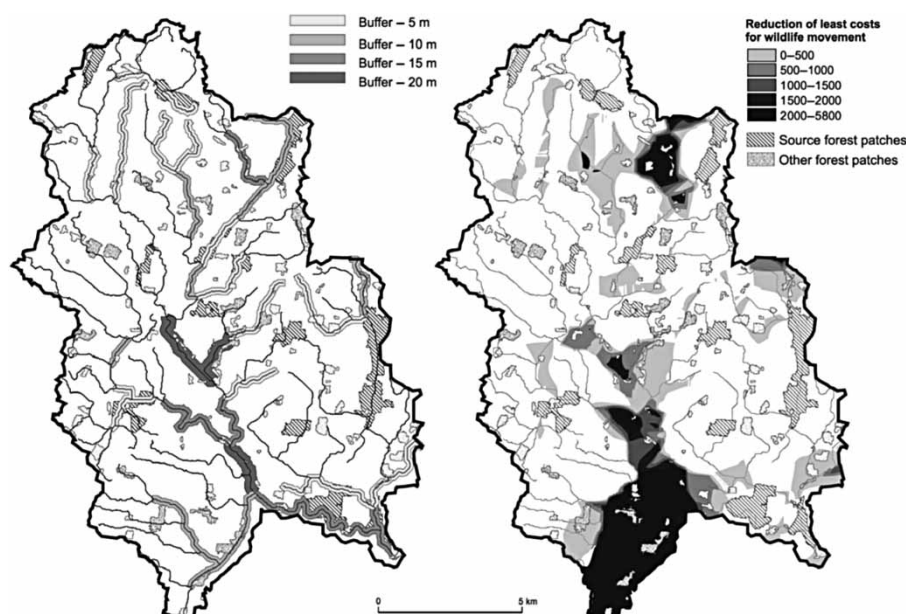 Buffer – 5 m
Buffer – 10 m
Buffer – 15 m
Buffer – 20 m
Reduction of least costs
for wildlife movement
0–500
500–1000
1000–1500
1500–2000
2000–5800
Source forest patches
Other forest patches
0
5 km